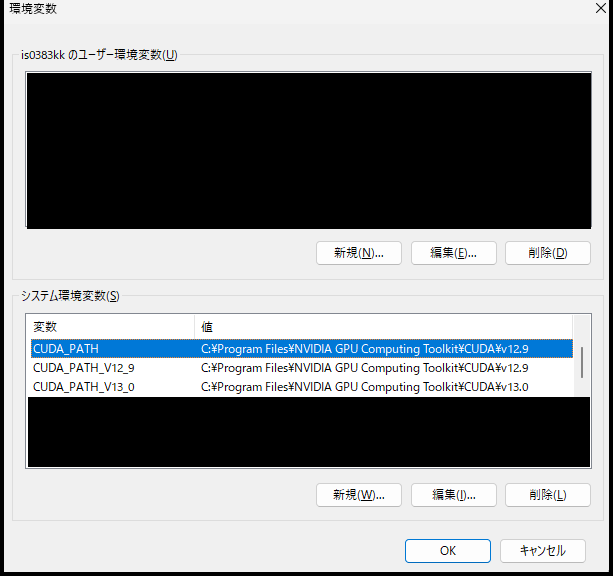 環境変数
is0383kk のユーザー環境変数(U)
新規(N)... 編集(E)... 削除(D)
システム環境変数(S)
変数 値
CUDA_PATH C:¥Program Files¥NVIDIA GPU Computing Toolkit¥CUDA¥v12.9
CUDA_PATH_V12_9 C:¥Program Files¥NVIDIA GPU Computing Toolkit¥CUDA¥v12.9
CUDA_PATH_V13_0 C:¥Program Files¥NVIDIA GPU Computing Toolkit¥CUDA¥v13.0
新規(W)... 編集(I)... 削除(L)
OK キャンセル